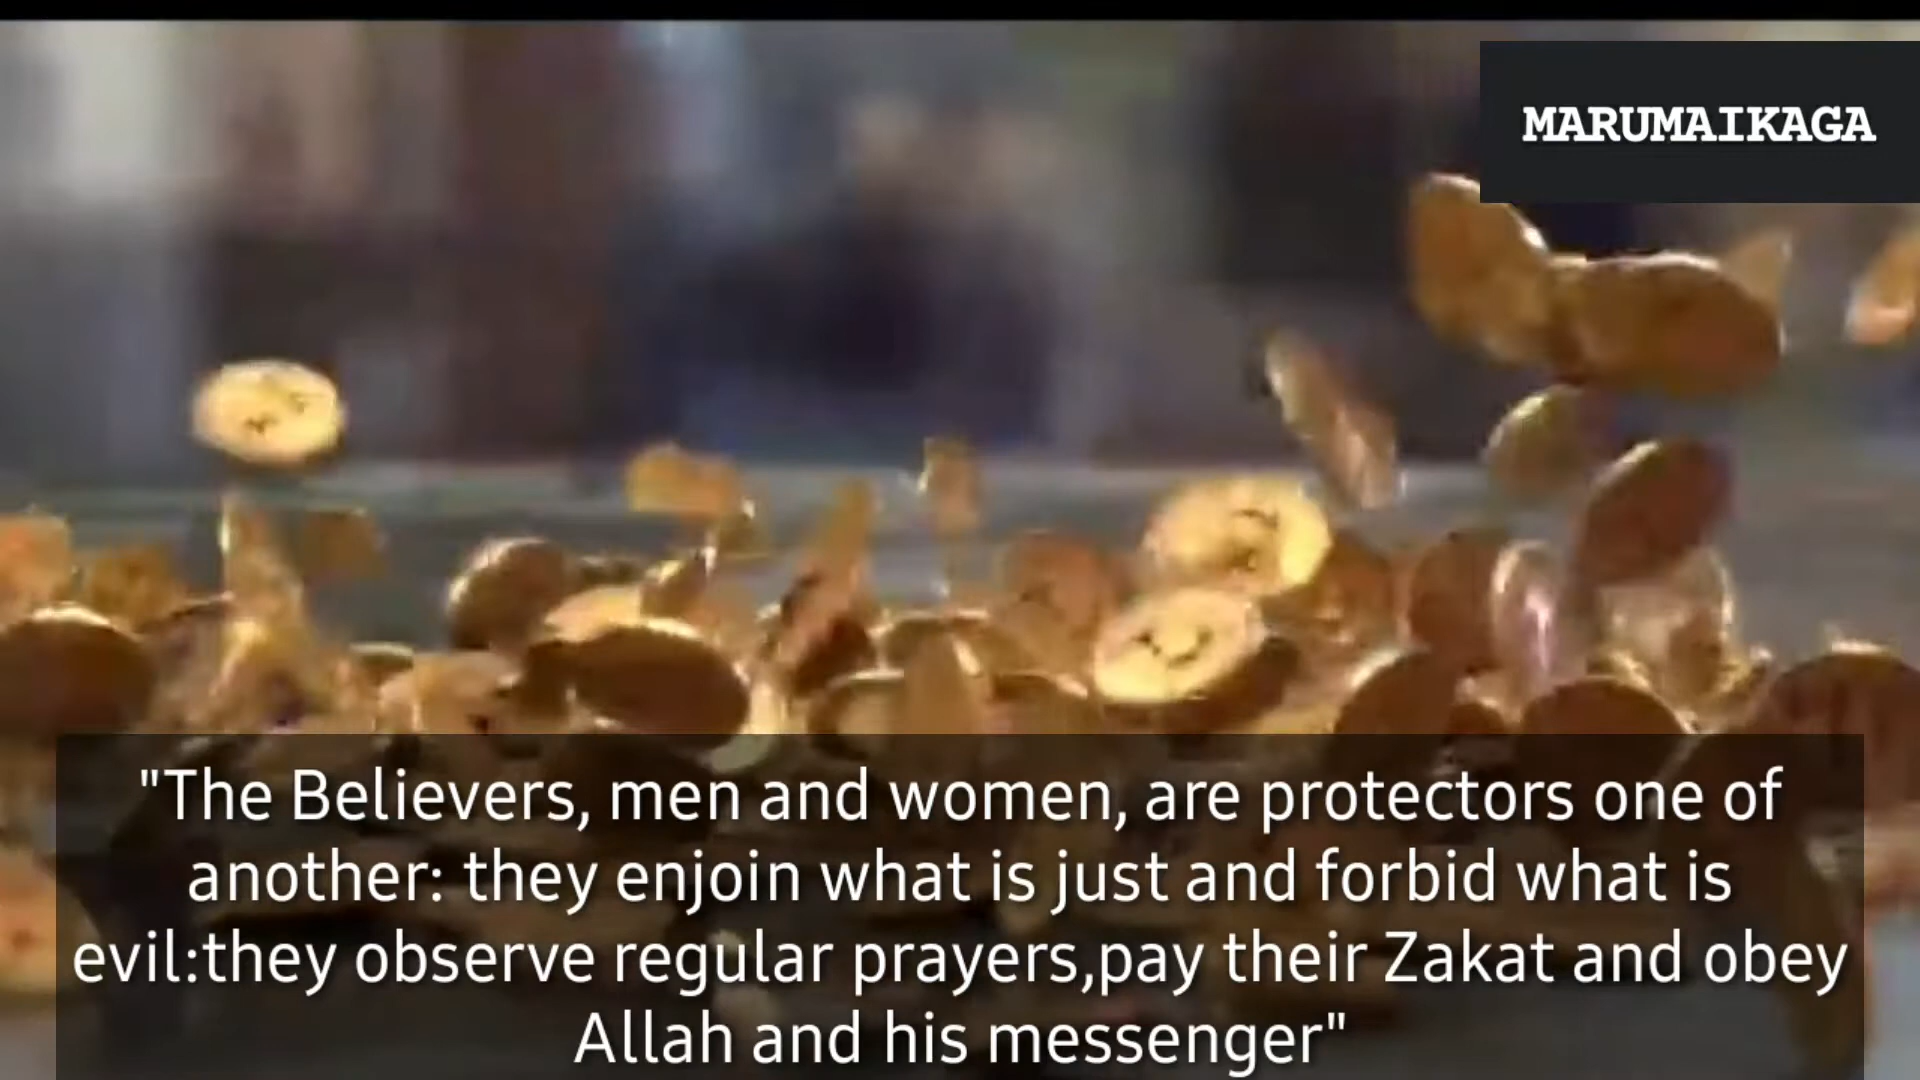 MARUMAIKAGA
"The Believers, men and women, are protectors one of
another: they enjoin what is just and forbid what is
evil:they observe regular prayers,pay their Zakat and obey
Allah and his messenger"